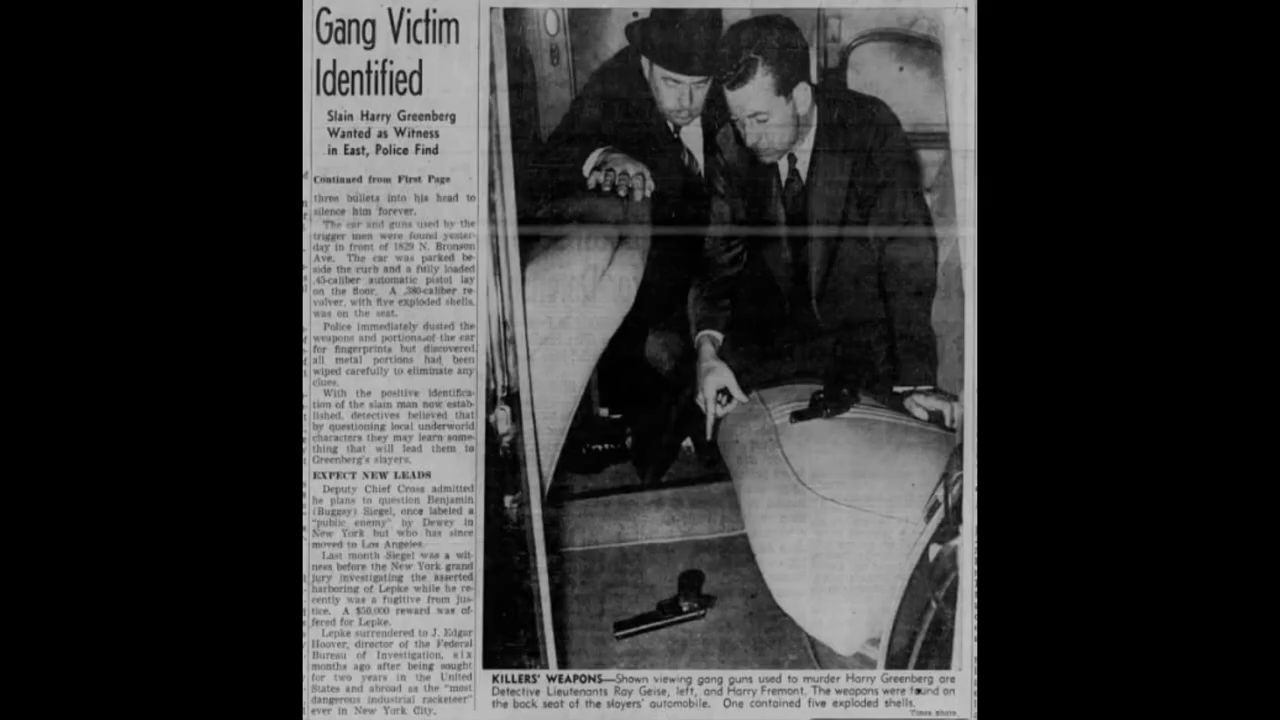 Gang Victim
Identified
Slain Harry Greenberg
Wanted as Witness
in East, Police Find
Continued from First Page
three bullets into his head to
silence him forever.
The car and guns used by the
trigger men were found yester-
day in front of 1829 N. Bronson
Ave. The car was parked be-
side the curb and a fully loaded
.45-caliber automatic pistol lay
on the floor. A .380-caliber re-
volver, with five exploded shells,
was on the seat.
Police immediately dusted the
weapons and portions of the car
for fingerprints but discovered
all metal portions had been
wiped carefully to eliminate any
clues.
With the positive identifica-
tion of the slain man now estab-
lished, detectives believed that
by questioning local underworld
characters they may learn some-
thing that will lead them to
Greenberg's slayers.
EXPECT NEW LEADS
Deputy Chief Cross admitted
he plans to question Benjamin
(Buggsy) Siegel, once labeled a
"public enemy" by Dewey in
New York but who has since
moved to Los Angeles.
Last month Siegel was a wit-
ness before the New York grand
jury investigating the asserted
harboring of Lepke while he re-
cently was a fugitive from jus-
tice. A $50,000 reward was of-
fered for Lepke.
Lepke surrendered to J. Edgar
Hoover, director of the Federal
Bureau of Investigation, six
months ago after being sought
for two years in the United
States and abroad as the "most
dangerous industrial racketeer"
ever in New York City.
KILLERS' WEAPONS—Shown viewing gang guns used to murder Harry Greenberg are
Detective Lieutenants Ray Geise, left, and Harry Fremont. The weapons were found on
the back seat of the slayers' automobile. One contained five exploded shells.
Times photo